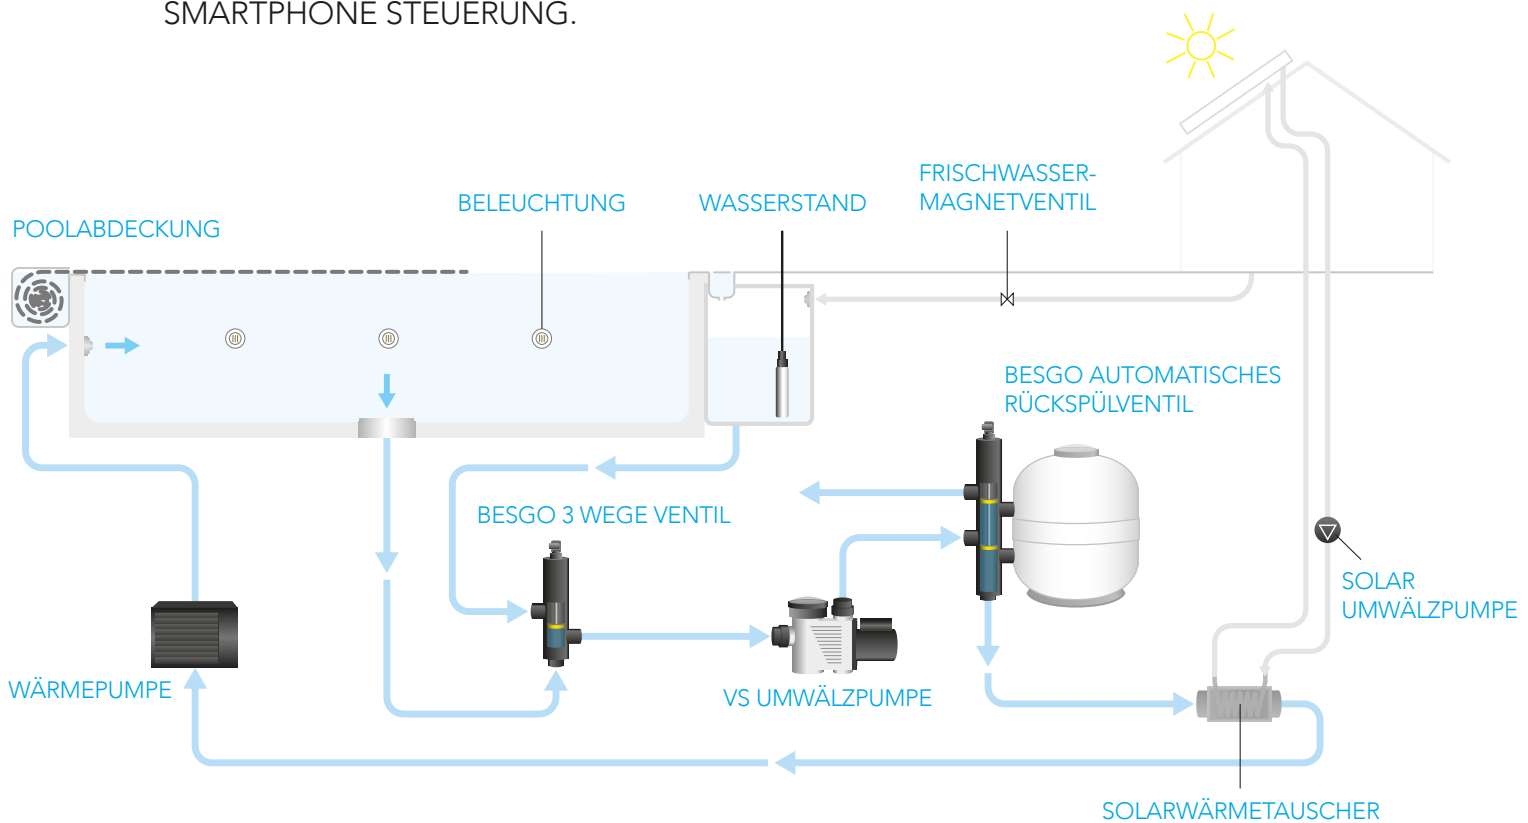 SMARTPHONE STEUERUNG.
FRISCHWASSER-
MAGNETVENTIL
BELEUCHTUNG
WASSERSTAND
POOLABDECKUNG
BESGO AUTOMATISCHES
RÜCKSPÜLVENTIL
BESGO 3 WEGE VENTIL
SOLAR
UMWÄLZPUMPE
WÄRMEPUMPE
VS UMWÄLZPUMPE
SOLARWÄRMETAUSCHER